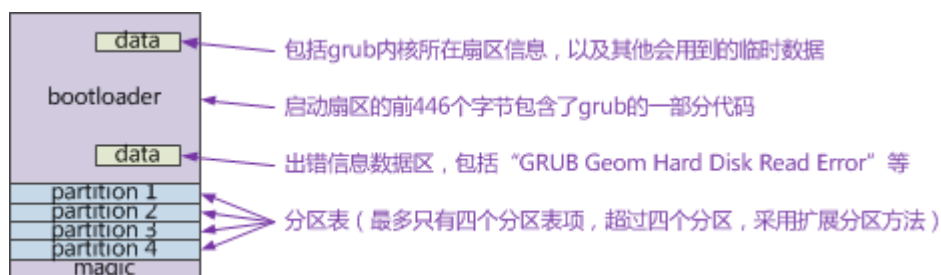 data
包括grub内核所在扇区信息，以及其他会用到的临时数据
bootloader
启动扇区的前446个字节包含了grub的一部分代码
data
出错信息数据区，包括“GRUB Geom Hard Disk Read Error”等
partition 1
partition 2
分区表（最多只有四个分区表项，超过四个分区，采用扩展分区方法）
partition 3
partition 4
magic